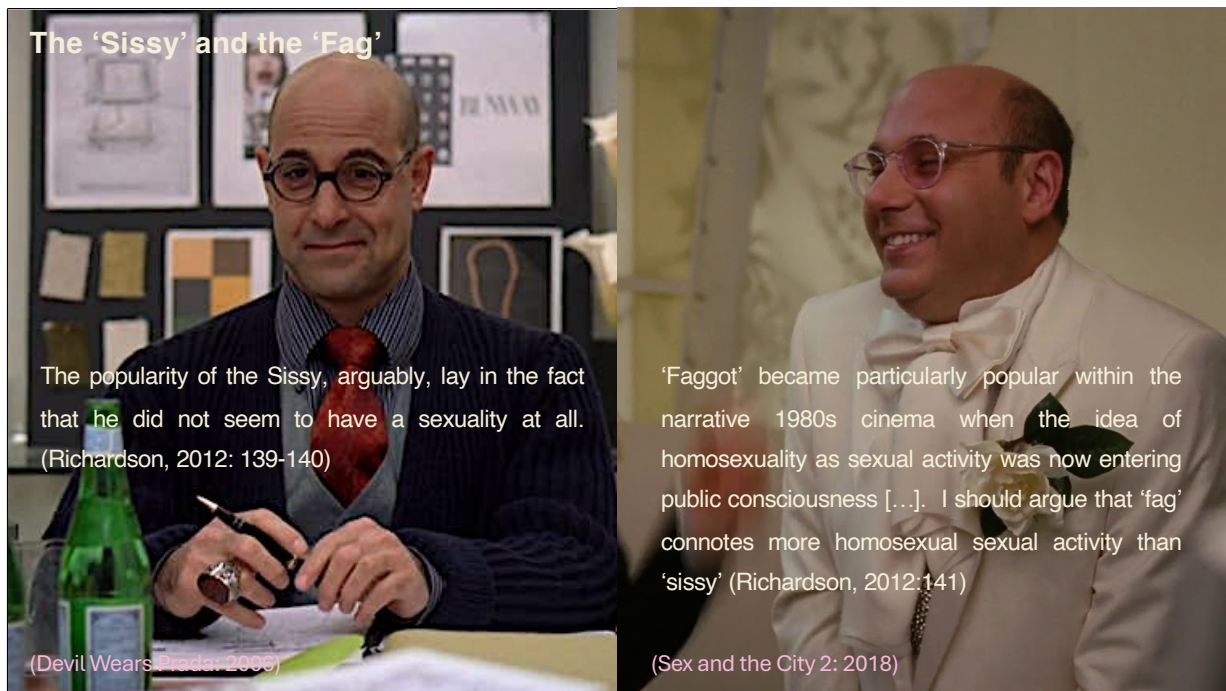 The ‘Sissy’ and the ‘Fag’
RUNWAY
The popularity of the Sissy, arguably, lay in the fact
that he did not seem to have a sexuality at all.
(Richardson, 2012: 139-140)
(Devil Wears Prada: 2006)
‘Faggot’ became particularly popular within the
narrative 1980s cinema when the idea of
homosexuality as sexual activity was now entering
public consciousness [...]. I should argue that ‘fag’
connotes more homosexual sexual activity than
‘sissy’ (Richardson, 2012:141)
(Sex and the City 2: 2018)